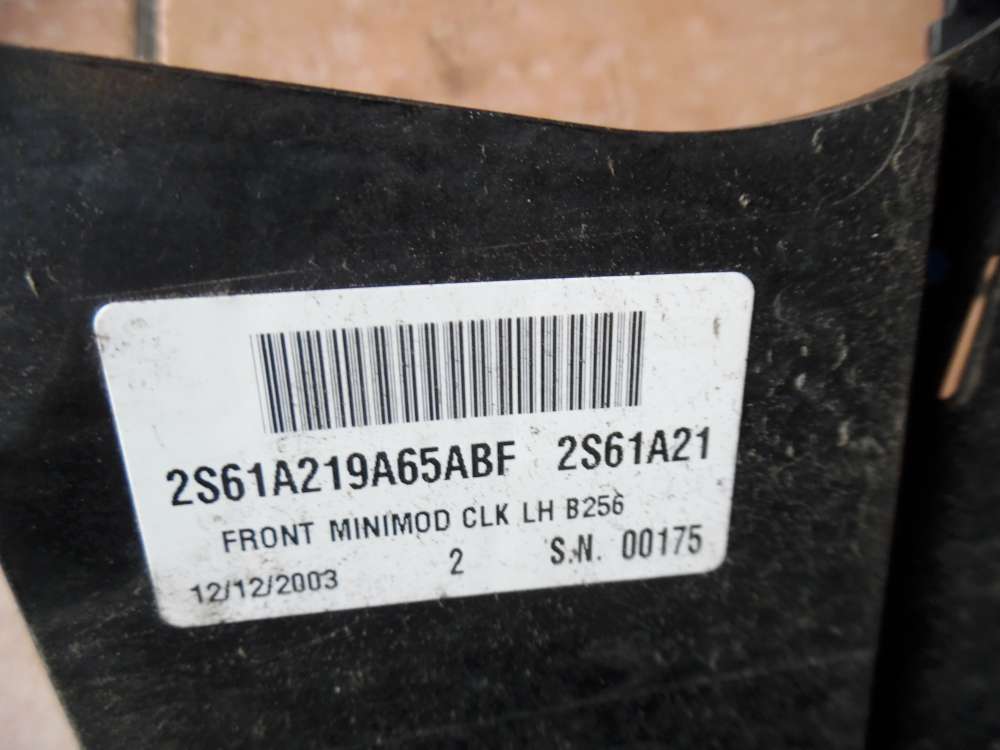 2S61A219A65ABF 2S61A21
FRONT MINIMOD CLK LH B256
12/12/2003 2 S.N. 00175